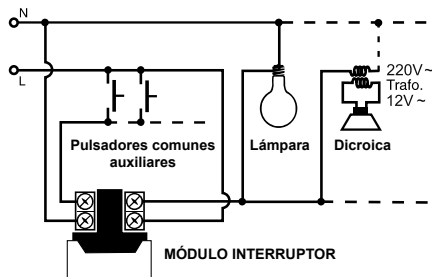 N
L
220V~
Trafo.
12V~
Pulsadores comunes
auxiliares
Lámpara
Dicroica
MÓDULO INTERRUPTOR